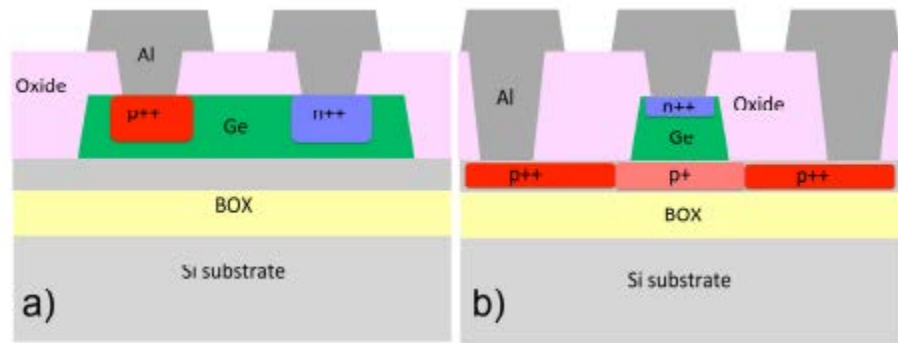 Al
Oxide
p++
Ge
n++
BOX
Si substrate
a)
Al
n++
Oxide
Ge
p++
p+
p++
BOX
Si substrate
b)